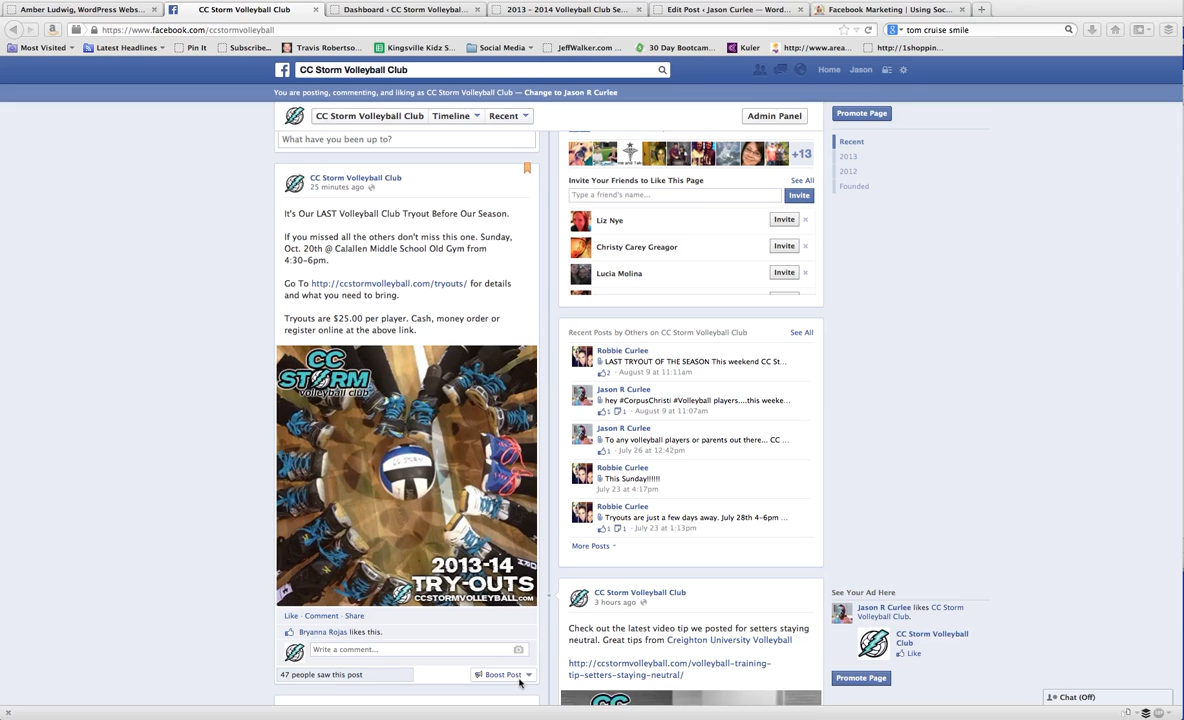 Amber Ludwig, WordPress Webs...
CC Storm Volleyball Club
Dashboard ‹ CC Storm Volleybal...
2013 – 2014 Volleyball Club Se...
Edit Post ‹ Jason Curlee — Word...
Facebook Marketing | Using Soc...
https://www.facebook.com/ccstormvolleyball
tom cruise smile
Most Visited
Latest Headlines
Pin It
Subscribe...
Travis Robertso...
Kingsville Kidz S...
Social Media
JeffWalker.com ...
30 Day Bootcam...
Kuler
http://www.area...
http://1shoppin...
CC Storm Volleyball Club
Home
Jason
You are posting, commenting, and liking as CC Storm Volleyball Club — Change to Jason R Curlee
CC Storm Volleyball Club
Timeline
Recent
Admin Panel
Promote Page
Recent
2013
2012
Founded
What have you been up to?
CC Storm Volleyball Club
25 minutes ago
It's Our LAST Volleyball Club Tryout Before Our Season.
If you missed all the others don't miss this one. Sunday,
Oct. 20th @ Calallen Middle School Old Gym from
4:30-6pm.
Go To http://ccstormvolleyball.com/tryouts/ for details
and what you need to bring.
Tryouts are $25.00 per player. Cash, money order or
register online at the above link.
CC
STORM
volleyball club
2013-14
TRY-OUTS
CCSTORMVOLLEYBALL.COM
Like · Comment · Share
Bryanna Rojas likes this.
Write a comment...
47 people saw this post
Boost Post
+13
Invite Your Friends to Like This Page
See All
Type a friend's name...
Invite
Liz Nye
Invite
Christy Carey Greagor
Invite
Lucia Molina
Invite
Recent Posts by Others on CC Storm Volleyball Club
See All
Robbie Curlee
LAST TRYOUT OF THE SEASON This weekend CC St...
2 · August 9 at 11:11am
Jason R Curlee
hey #CorpusChristi #Volleyball players....this weeke...
1 1 · August 9 at 11:07am
Jason R Curlee
To any volleyball players or parents out there... CC ...
1 · July 26 at 12:42pm
Robbie Curlee
This Sunday!!!!!!
July 23 at 4:17pm
Robbie Curlee
Tryouts are just a few days away. July 28th 4-6pm ...
1 1 · July 23 at 1:13pm
More Posts
CC Storm Volleyball Club
3 hours ago
Check out the latest video tip we posted for setters staying
neutral. Great tips from Creighton University Volleyball
http://ccstormvolleyball.com/volleyball-training-
tip-setters-staying-neutral/
CC
See Your Ad Here
Jason R Curlee likes CC Storm
Volleyball Club.
CC Storm Volleyball
Club
Like
Promote Page
Chat (Off)